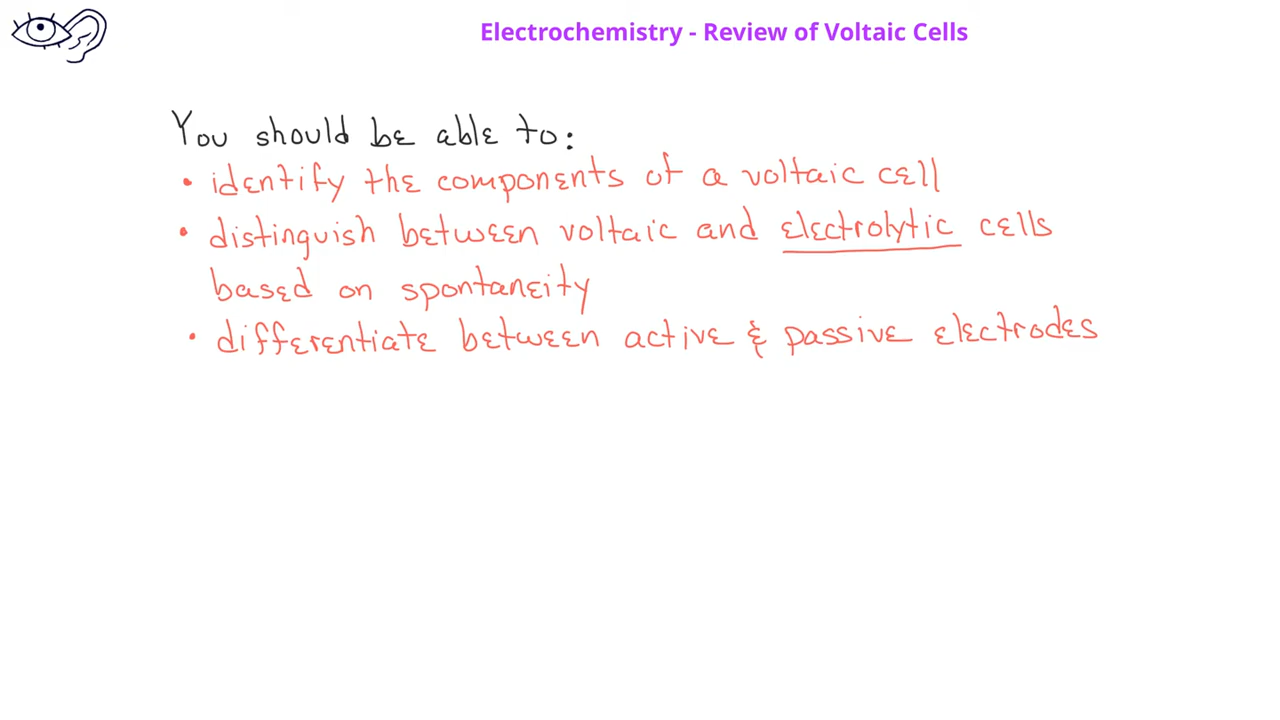 Electrochemistry - Review of Voltaic Cells
You should be able to:
• identify the components of a voltaic cell
• distinguish between voltaic and electrolytic cells
based on spontaneity
• differentiate between active & passive electrodes